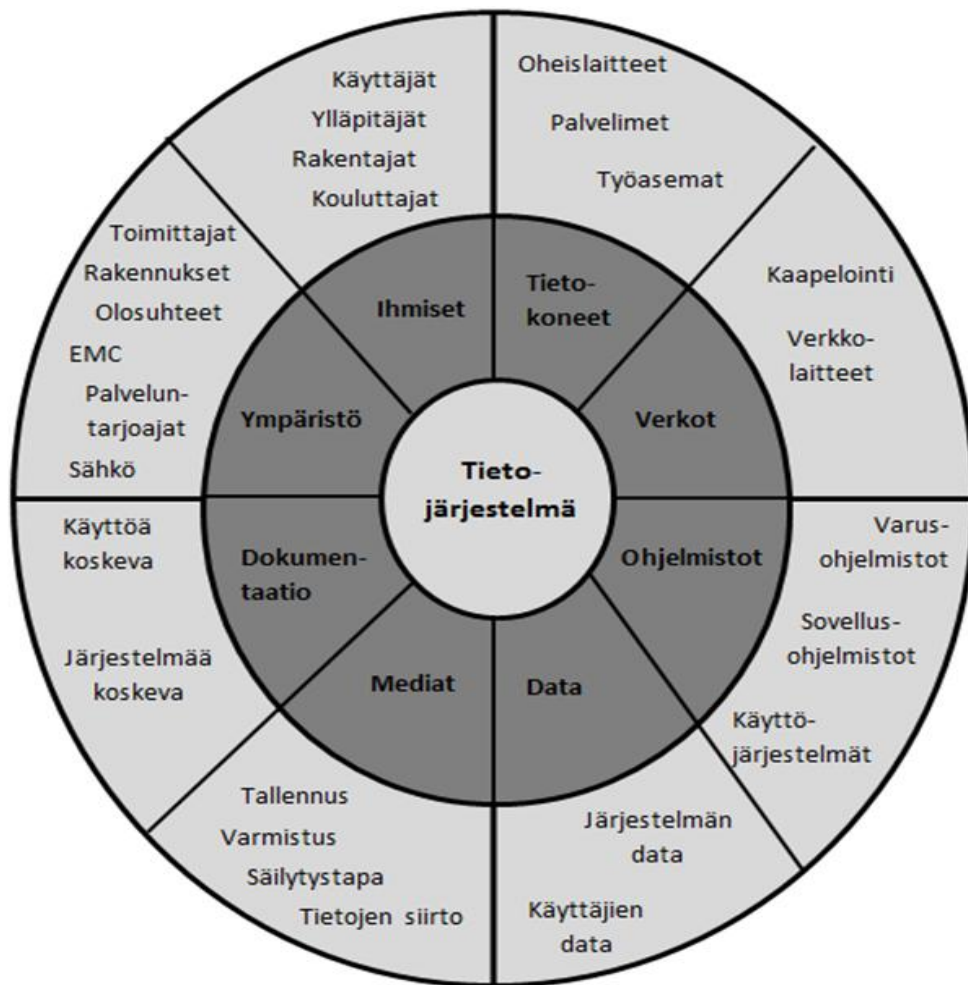 Käyttäjät
Ylläpitäjät
Rakentajat
Kouluttajat
Oheislaitteet
Palvelimet
Työasemat
Toimittajat
Rakennukset
Olosuhteet
EMC
Palvelun-
tarjoajat
Sähkö
Kaapelointi
Verkko-
laitteet
Ihmiset
Tieto-
koneet
Ympäristö
Verkot
Tieto-
järjestelmä
Dokumen-
taatio
Ohjelmistot
Mediat
Data
Käyttöä
koskeva
Järjestelmää
koskeva
Varus-
ohjelmistot
Sovellus-
ohjelmistot
Käyttö-
järjestelmät
Tallennus
Varmistus
Säilytystapa
Tietojen siirto
Järjestelmän
data
Käyttäjien
data